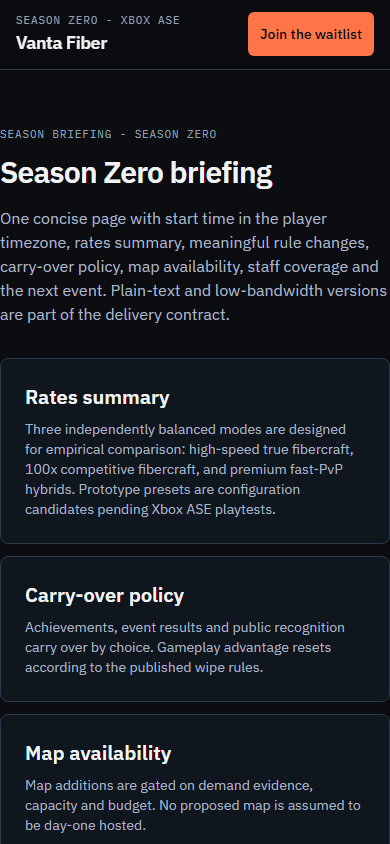 SEASON ZERO - XBOX ASE
Vanta Fiber
Join the waitlist
SEASON BRIEFING - SEASON ZERO
Season Zero briefing
One concise page with start time in the player
timezone, rates summary, meaningful rule changes,
carry-over policy, map availability, staff coverage and
the next event. Plain-text and low-bandwidth versions
are part of the delivery contract.
Rates summary
Three independently balanced modes are designed
for empirical comparison: high-speed true fibercraft,
100x competitive fibercraft, and premium fast-PvP
hybrids. Prototype presets are configuration
candidates pending Xbox ASE playtests.
Carry-over policy
Achievements, event results and public recognition
carry over by choice. Gameplay advantage resets
according to the published wipe rules.
Map availability
Map additions are gated on demand evidence,
capacity and budget. No proposed map is assumed to
be day-one hosted.